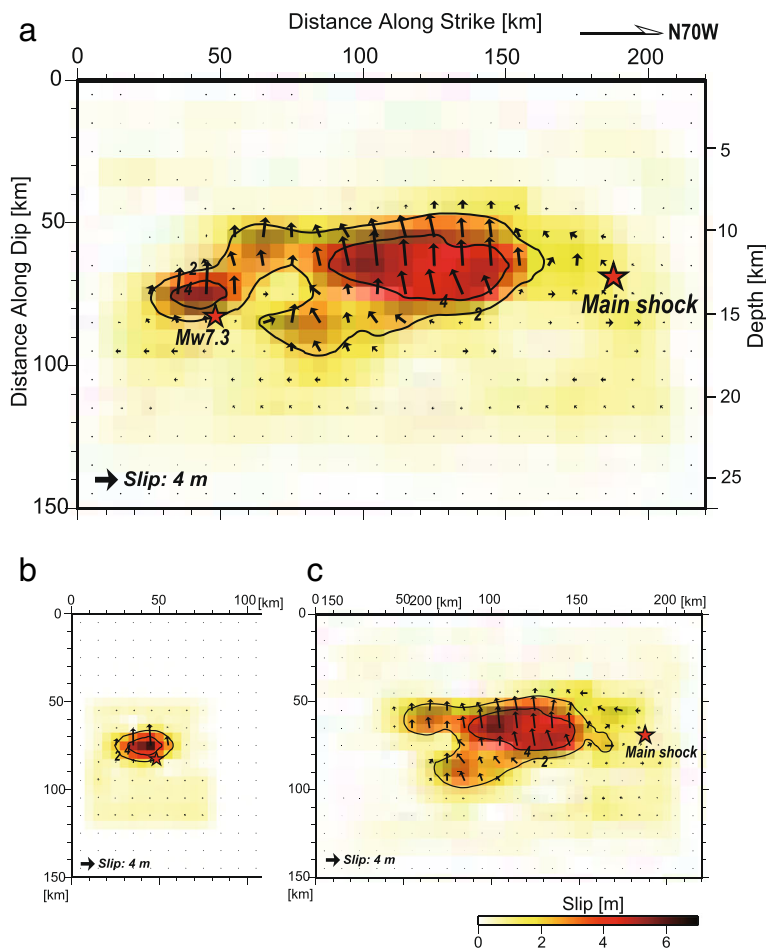 a
Distance Along Strike [km]
N70W
0 50 100 150 200
0
50
100
150
Distance Along Dip [km]
5
10
15
20
25
Depth [km]
2
4
4
2
Mw7.3
Main shock
Slip: 4 m
b
0 50 100 [km]
0
50
100
150
[km]
2
4
Slip: 4 m
c
0 150 50 200 [km] 100 150 200 [km]
0
50
100
150
[km]
4
2
Main shock
Slip: 4 m
Slip [m]
0 2 4 6